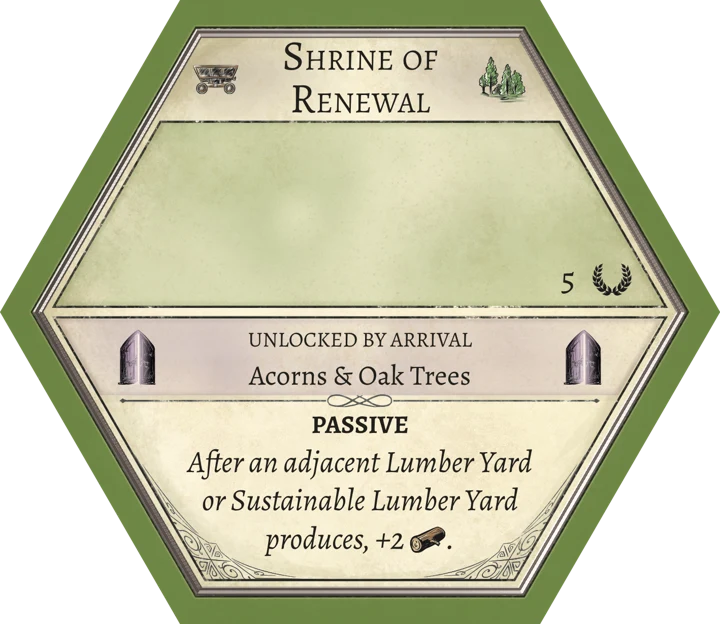 Shrine of
Renewal
5
UNLOCKED BY ARRIVAL
Acorns & Oak Trees
PASSIVE
After an adjacent Lumber Yard
or Sustainable Lumber Yard
produces, +2 .